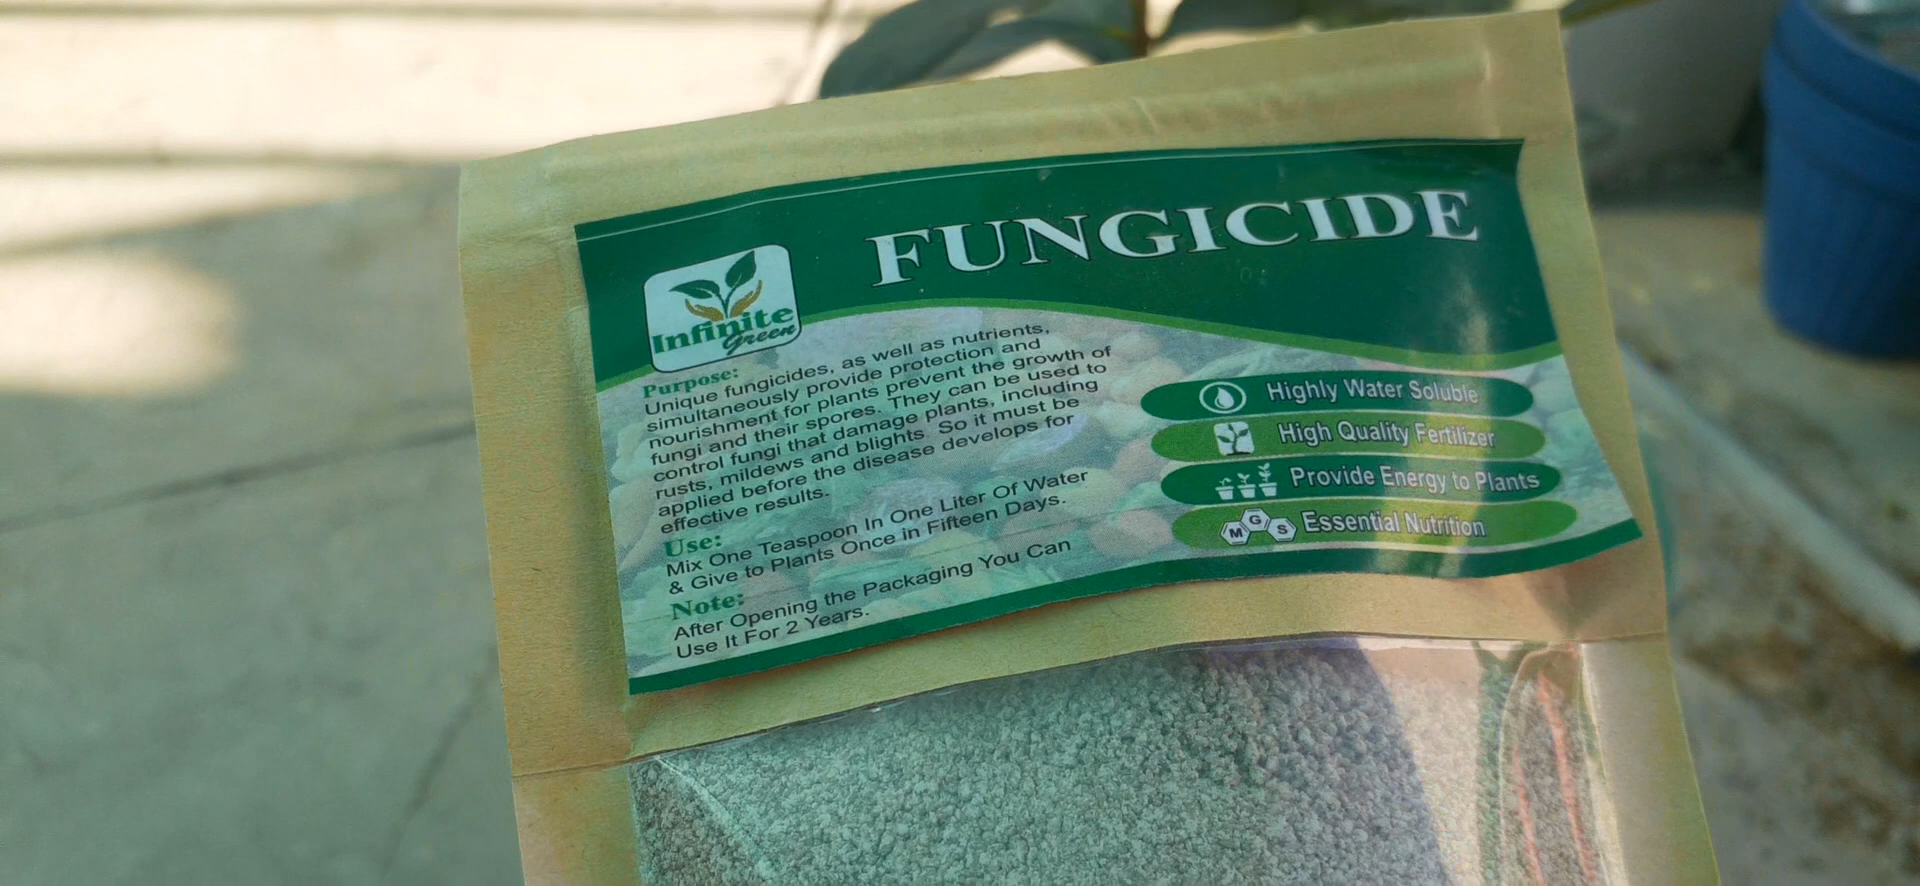 FUNGICIDE
Infinite
Green
Purpose:
Unique fungicides, as well as nutrients,
simultaneously provide protection and
nourishment for plants prevent the growth of
fungi and their spores. They can be used to
control fungi that damage plants, including
rusts, mildews and blights. So it must be
applied before the disease develops for
effective results.
Use:
Mix One Teaspoon In One Liter Of Water
& Give to Plants Once in Fifteen Days.
Note:
After Opening the Packaging You Can
Use It For 2 Years.
Highly Water Soluble
High Quality Fertilizer
Provide Energy to Plants
M G S Essential Nutrition